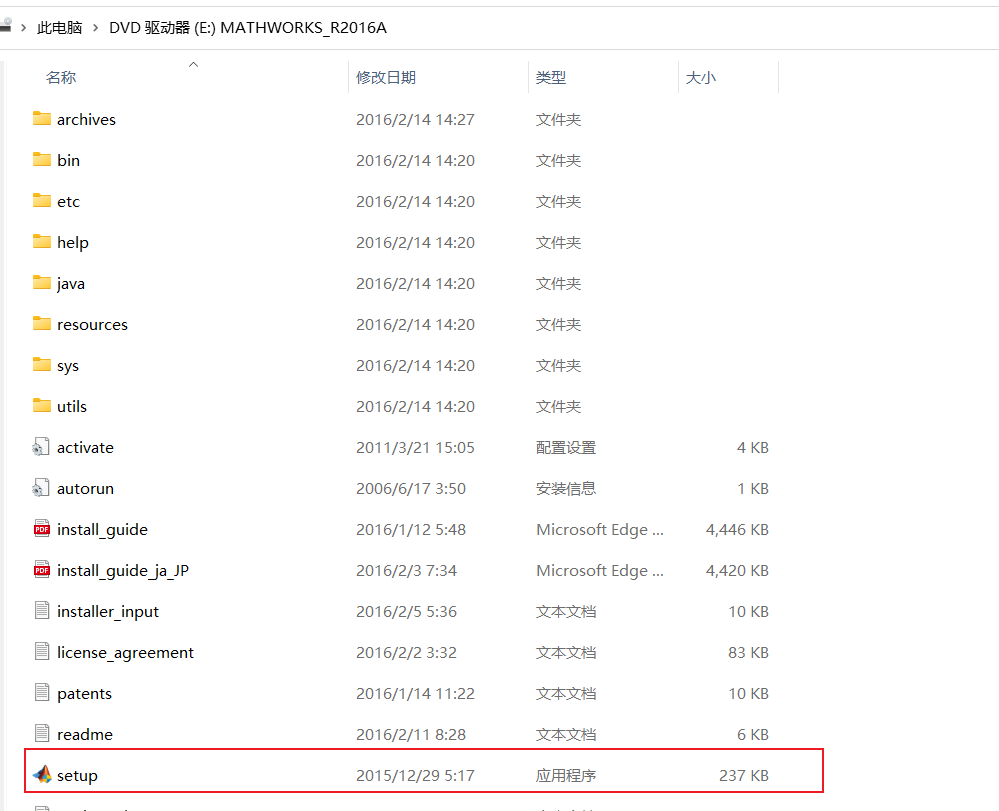 此电脑 DVD 驱动器 (E:) MATHWORKS_R2016A
名称 修改日期 类型 大小
archives 2016/2/14 14:27 文件夹
bin 2016/2/14 14:20 文件夹
etc 2016/2/14 14:20 文件夹
help 2016/2/14 14:20 文件夹
java 2016/2/14 14:20 文件夹
resources 2016/2/14 14:20 文件夹
sys 2016/2/14 14:20 文件夹
utils 2016/2/14 14:20 文件夹
activate 2011/3/21 15:05 配置设置 4 KB
autorun 2006/6/17 3:50 安装信息 1 KB
PDF install_guide 2016/1/12 5:48 Microsoft Edge ... 4,446 KB
PDF install_guide_ja_JP 2016/2/3 7:34 Microsoft Edge ... 4,420 KB
installer_input 2016/2/5 5:36 文本文档 10 KB
license_agreement 2016/2/2 3:32 文本文档 83 KB
patents 2016/1/14 11:22 文本文档 10 KB
readme 2016/2/11 8:28 文本文档 6 KB
setup 2015/12/29 5:17 应用程序 237 KB